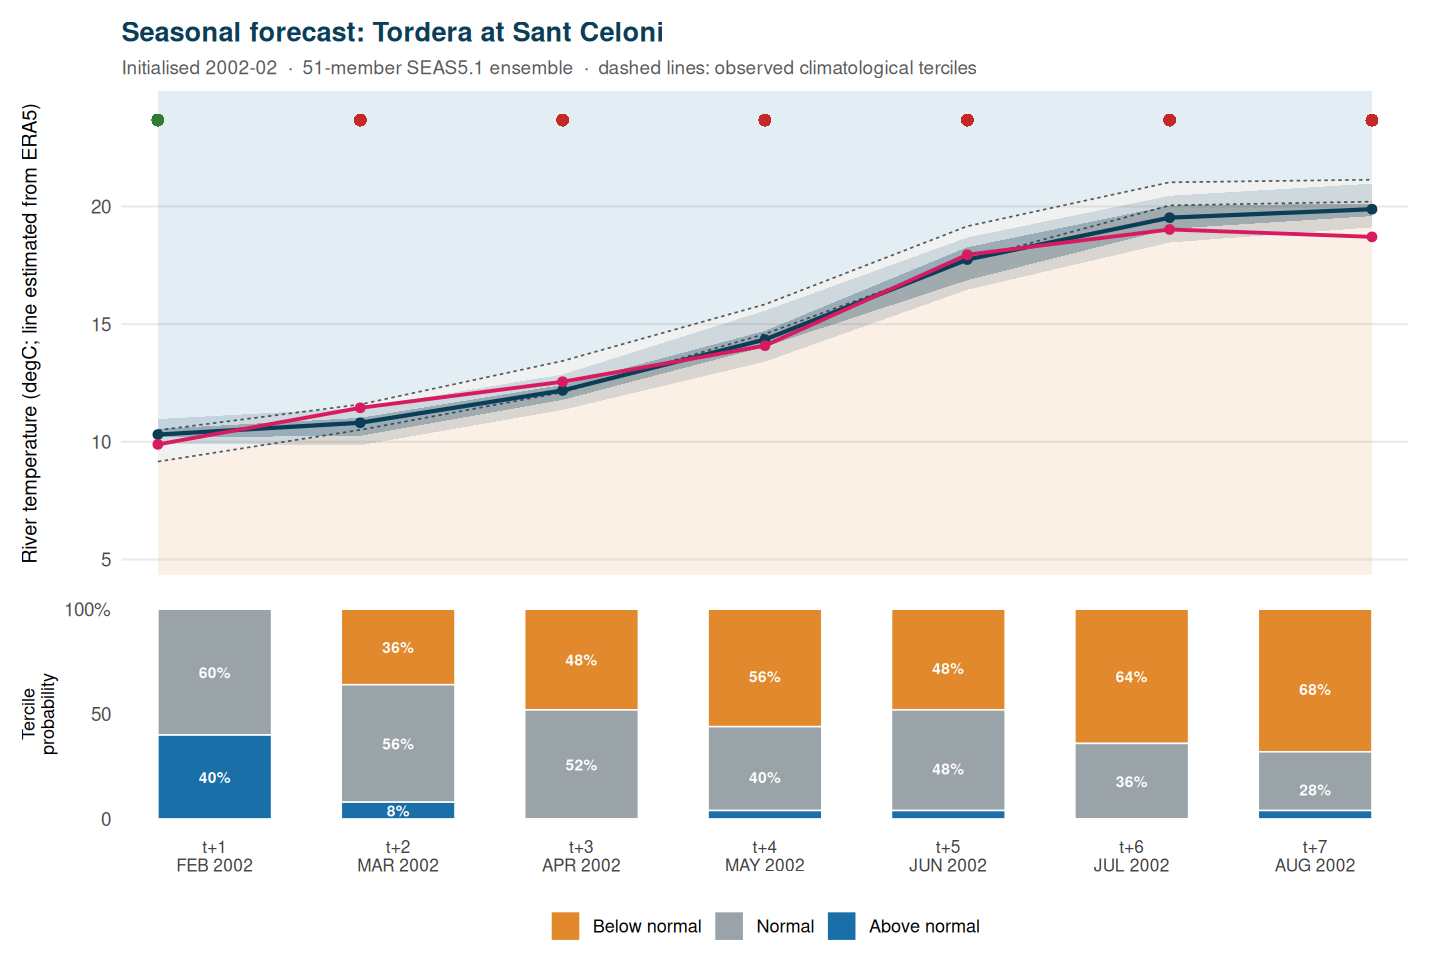 Seasonal forecast: Tordera at Sant Celoni
Initialised 2002-02 · 51-member SEAS5.1 ensemble · dashed lines: observed climatological terciles
River temperature (degC; line estimated from ERA5)
20
15
10
5
Tercile
probability
100%
50
0
60%
40%
36%
56%
8%
48%
52%
56%
40%
48%
48%
64%
36%
68%
28%
t+1
FEB 2002
t+2
MAR 2002
t+3
APR 2002
t+4
MAY 2002
t+5
JUN 2002
t+6
JUL 2002
t+7
AUG 2002
Below normal
Normal
Above normal